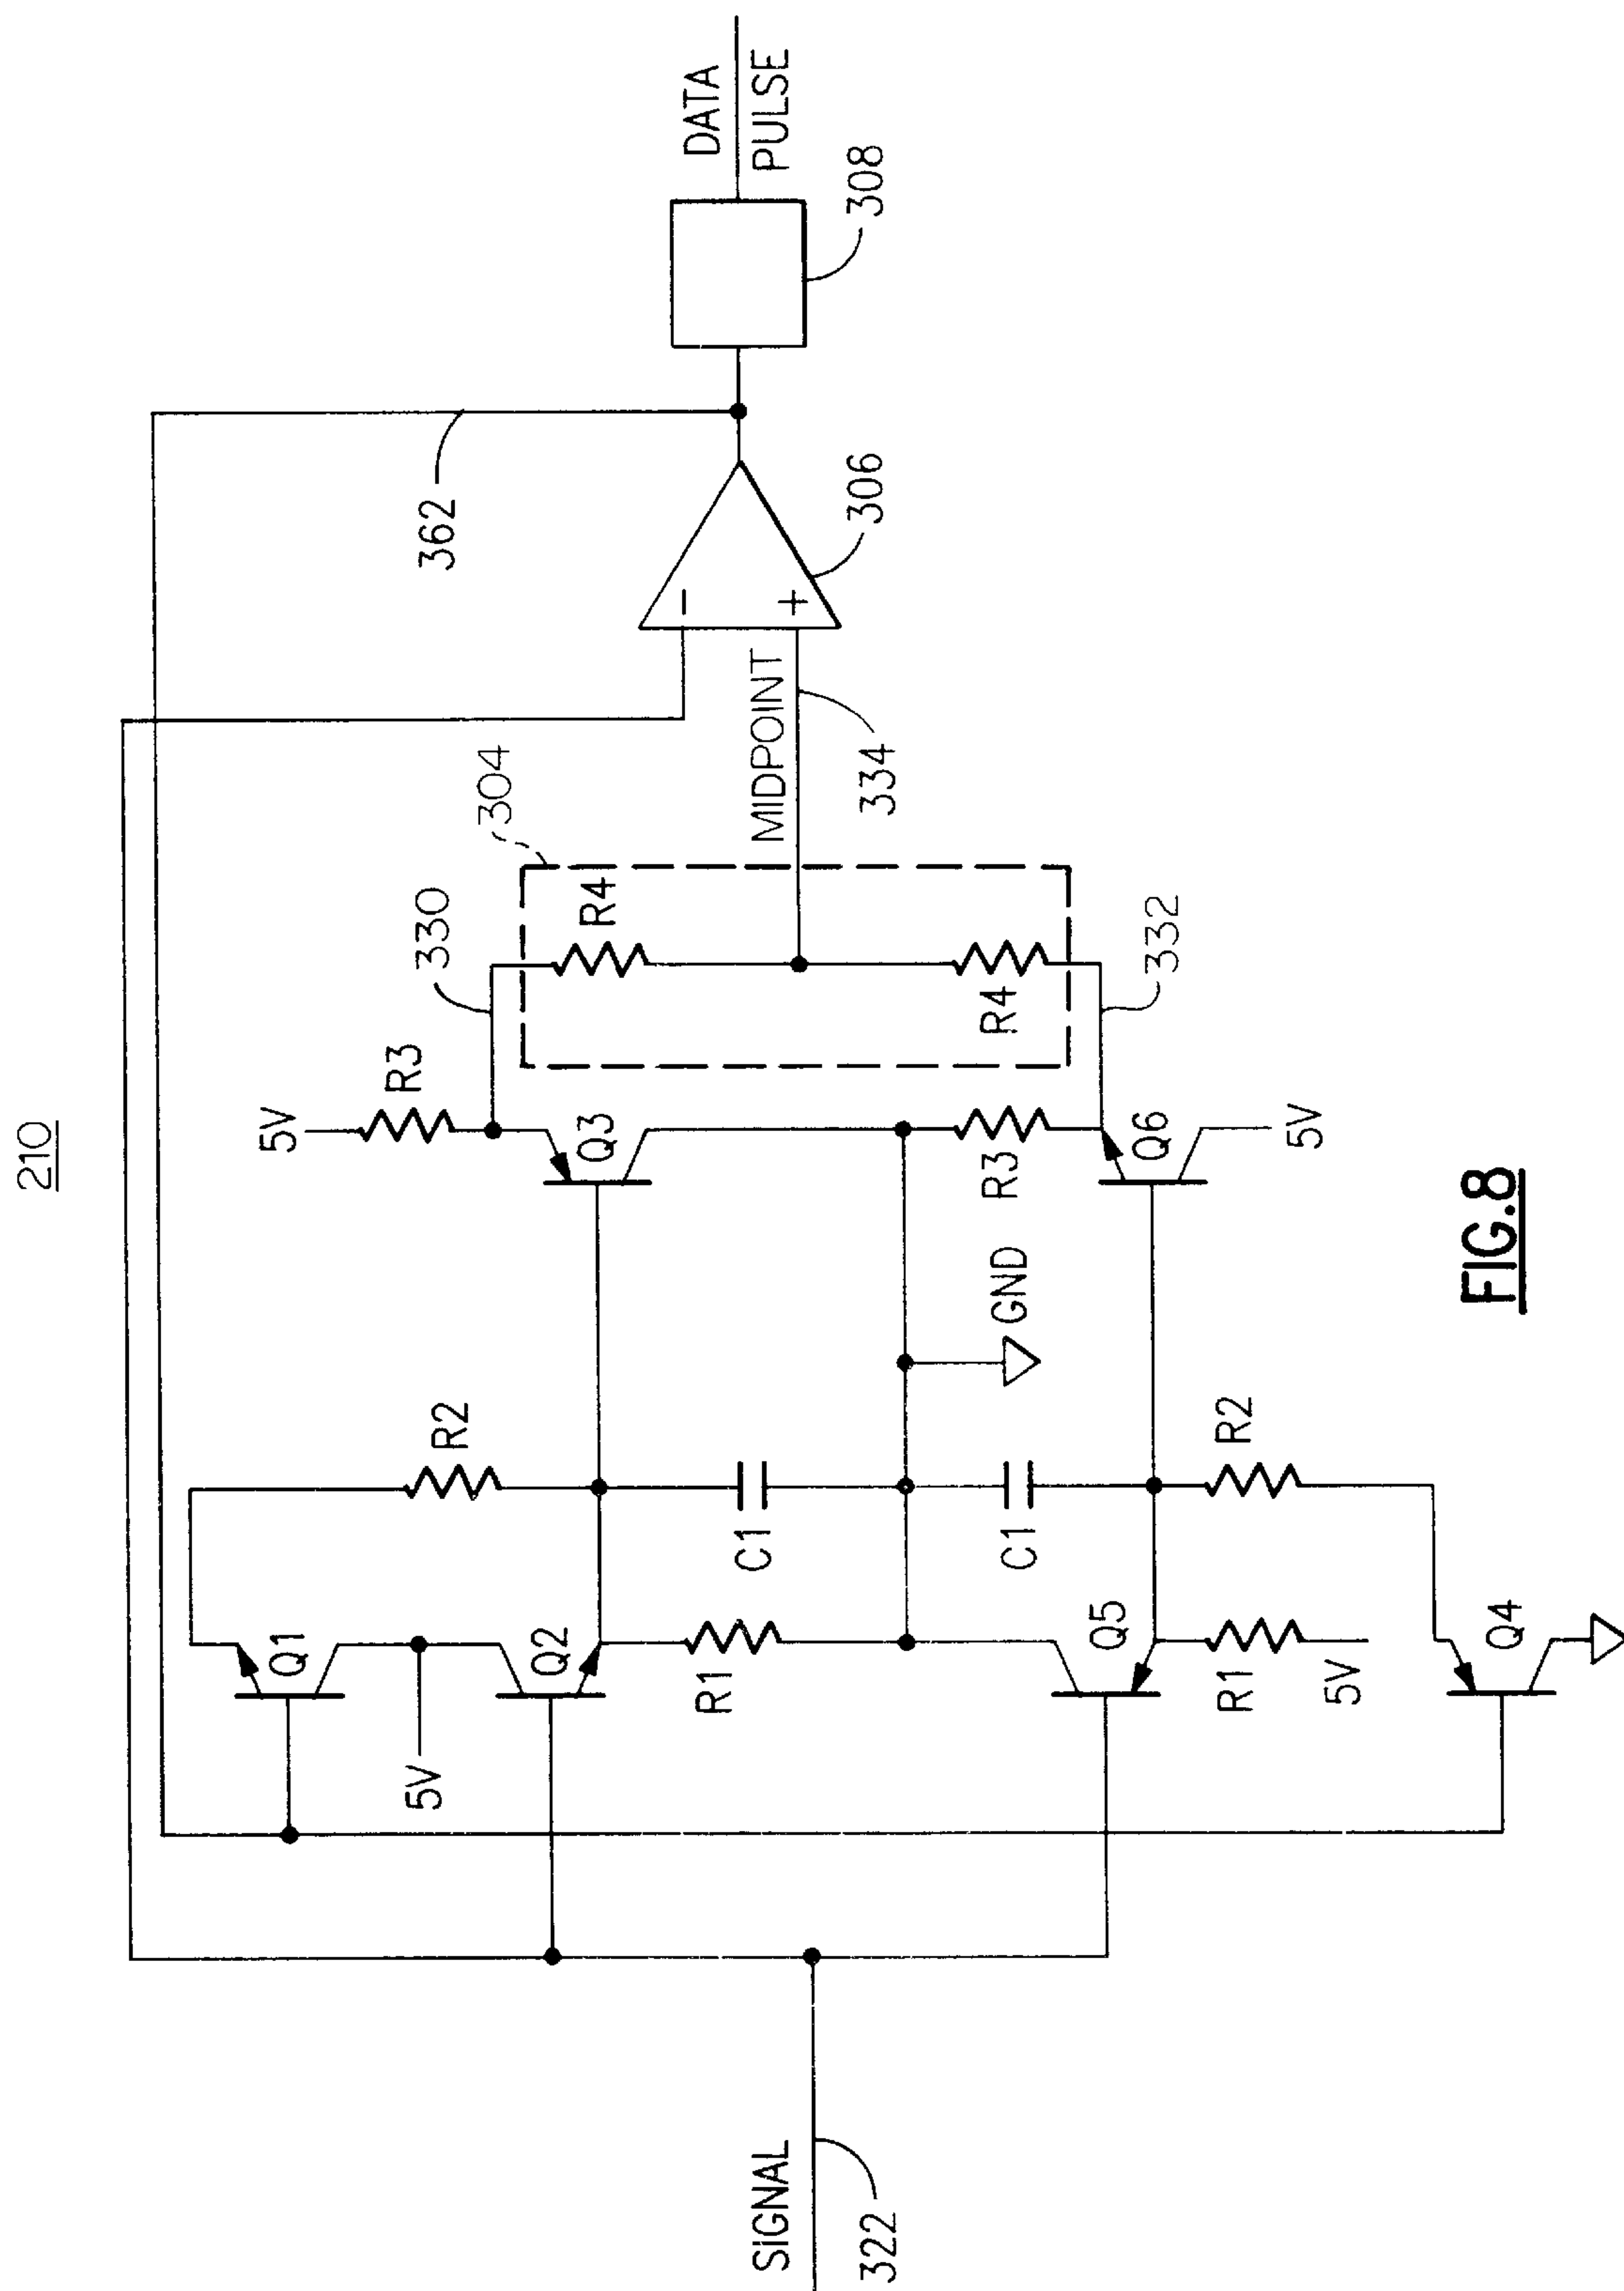 210
362
DATA
PULSE
308
306
304
MIDPOINT
334
330
R4
R4
332
5V
R3
Q3
R3
Q6
5V
R2
GND
C1
C1
R2
Q1
5V
Q2
R1
Q5
R1
5V
Q4
SIGNAL
322
-
+
FIG.8